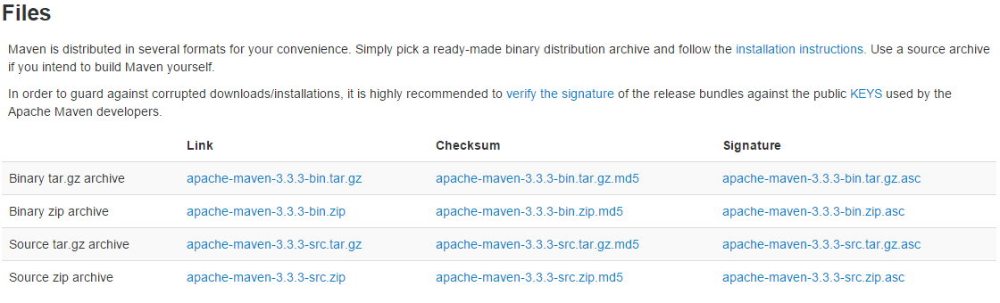 Files
Maven is distributed in several formats for your convenience. Simply pick a ready-made binary distribution archive and follow the installation instructions. Use a source archive
if you intend to build Maven yourself.
In order to guard against corrupted downloads/installations, it is highly recommended to verify the signature of the release bundles against the public KEYS used by the
Apache Maven developers.
Link Checksum Signature
Binary tar.gz archive apache-maven-3.3.3-bin.tar.gz apache-maven-3.3.3-bin.tar.gz.md5 apache-maven-3.3.3-bin.tar.gz.asc
Binary zip archive apache-maven-3.3.3-bin.zip apache-maven-3.3.3-bin.zip.md5 apache-maven-3.3.3-bin.zip.asc
Source tar.gz archive apache-maven-3.3.3-src.tar.gz apache-maven-3.3.3-src.tar.gz.md5 apache-maven-3.3.3-src.tar.gz.asc
Source zip archive apache-maven-3.3.3-src.zip apache-maven-3.3.3-src.zip.md5 apache-maven-3.3.3-src.zip.asc